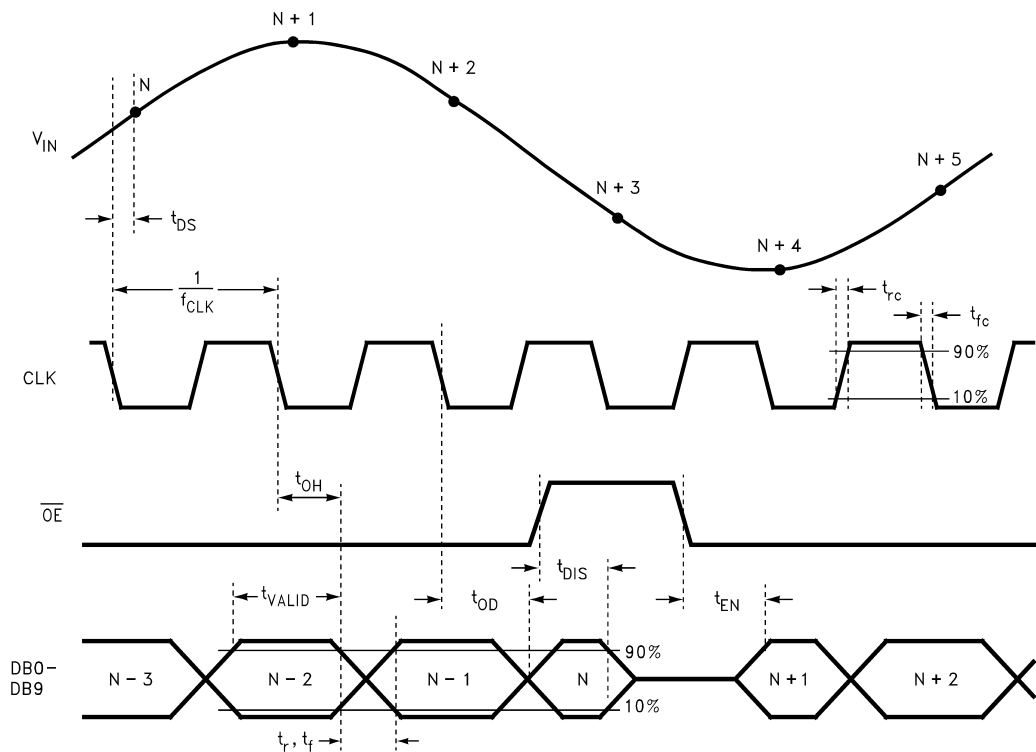 N + 1
N
N + 2
V_IN
N + 5
N + 3
t_DS
N + 4
1
f_CLK
t_rc
t_fc
90%
CLK
10%
t_OH
OE
t_DIS
t_VALID
t_OD
t_EN
90%
DB0-
DB9
N - 3
N - 2
N - 1
N
N + 1
N + 2
10%
t_r , t_f